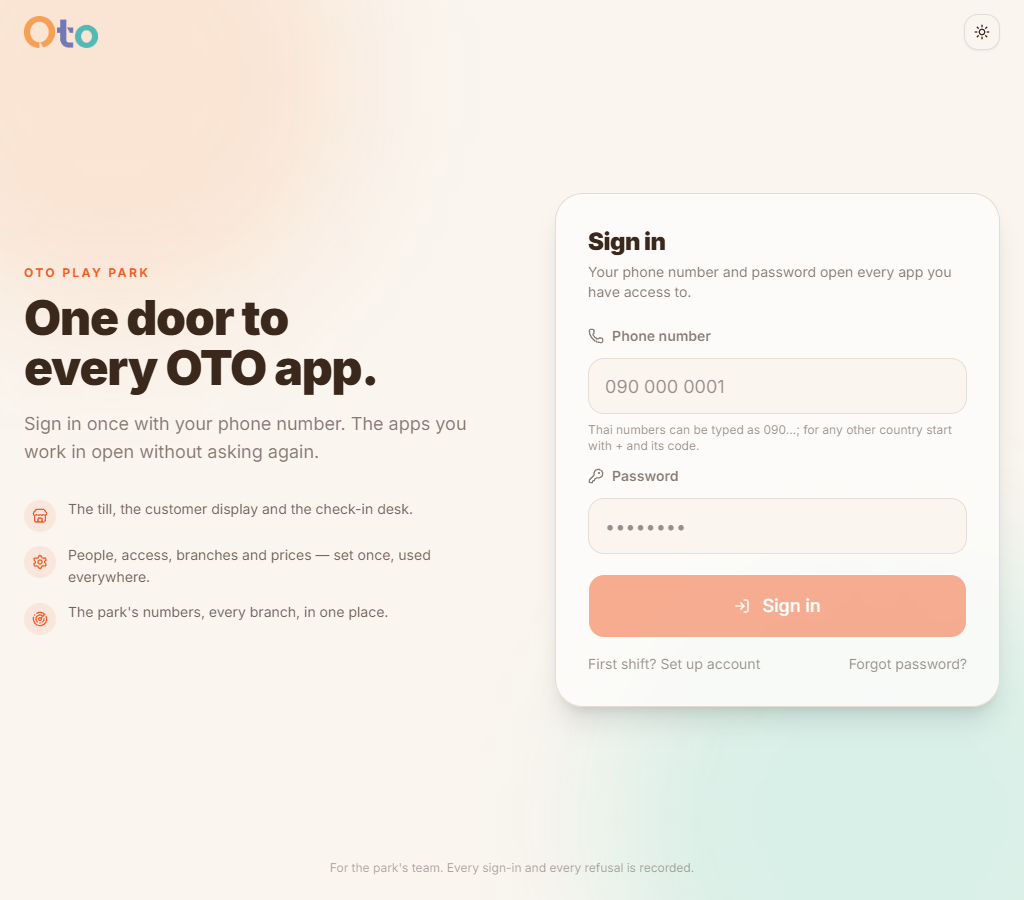 Oto
OTO PLAY PARK
One door to
every OTO app.
Sign in once with your phone number. The apps you
work in open without asking again.
The till, the customer display and the check-in desk.
People, access, branches and prices — set once, used
everywhere.
The park's numbers, every branch, in one place.
Sign in
Your phone number and password open every app you
have access to.
Phone number
090 000 0001
Thai numbers can be typed as 090…; for any other country start
with + and its code.
Password
••••••••
Sign in
First shift? Set up account
Forgot password?
For the park's team. Every sign-in and every refusal is recorded.